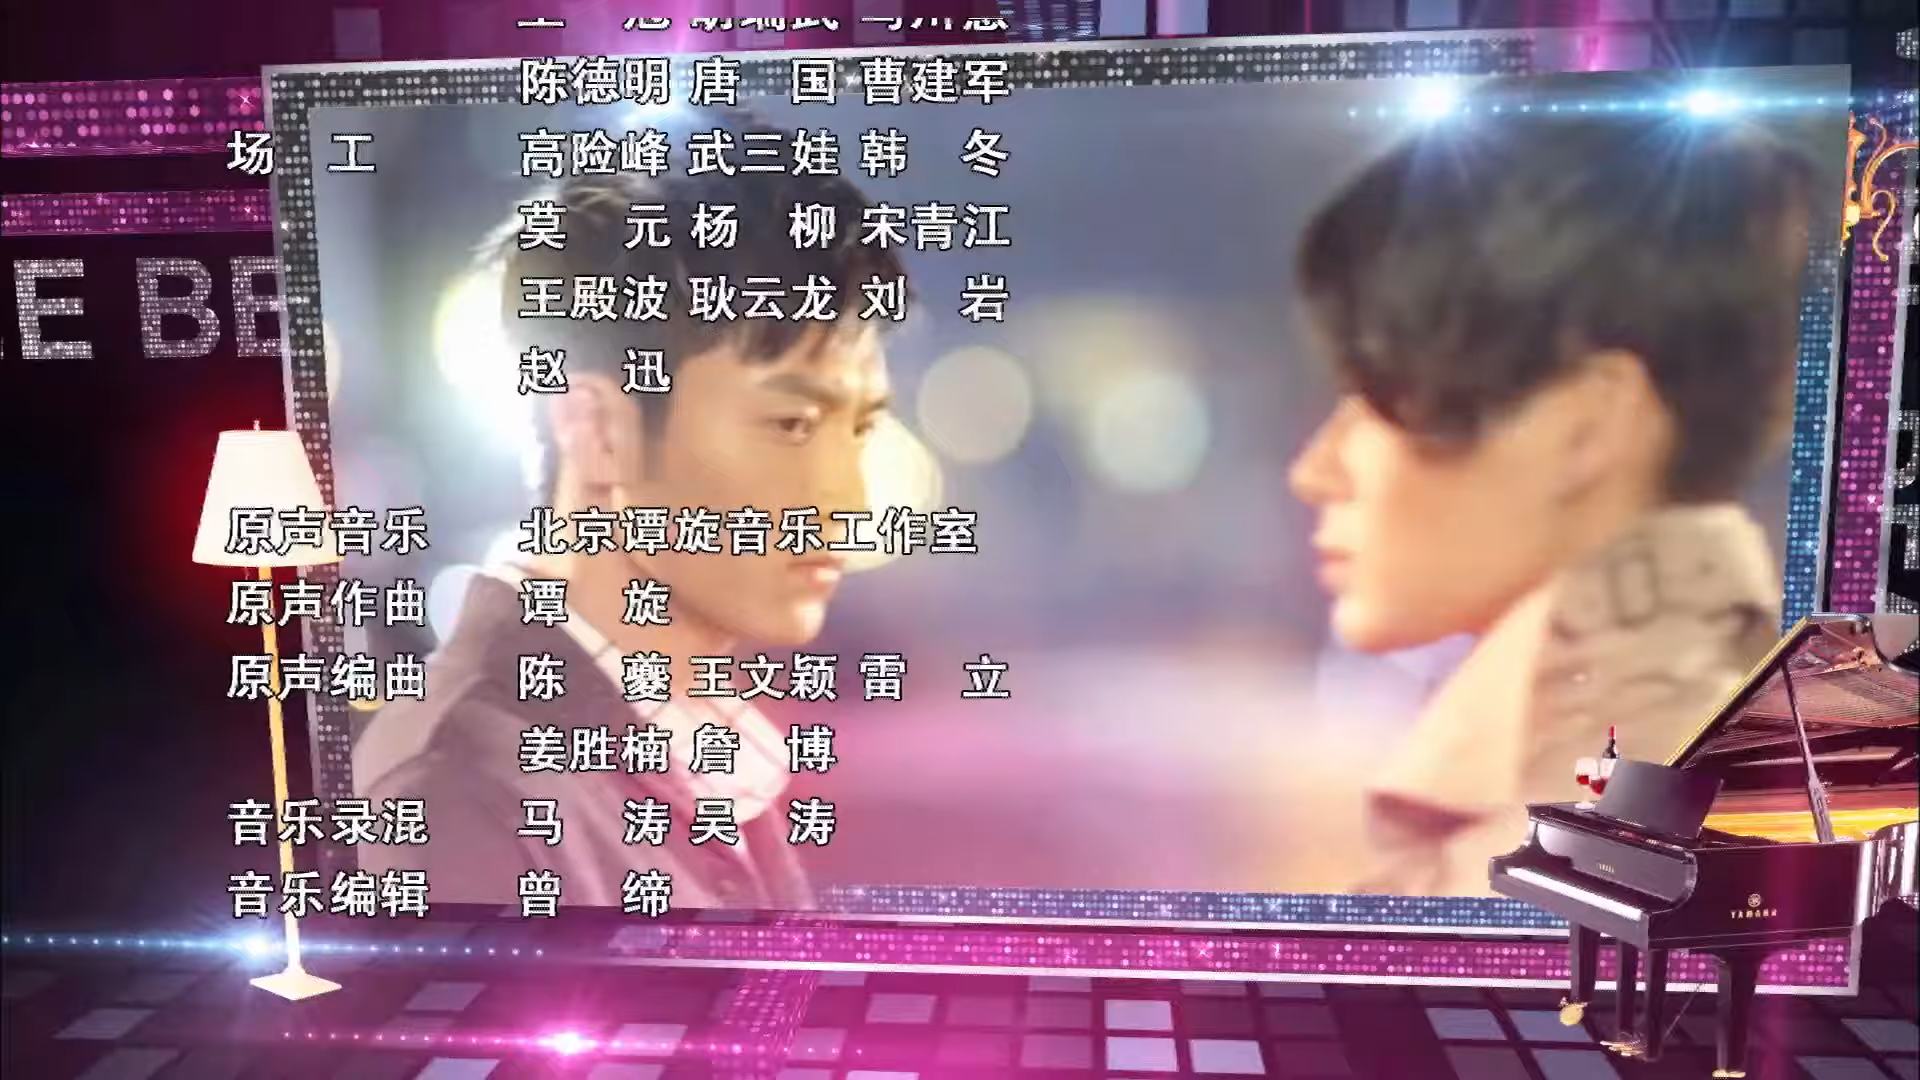 陈德明 唐 国 曹建军
场 工 高险峰 武三娃 韩 冬
莫 元 杨 柳 宋青江
王殿波 耿云龙 刘 岩
赵 迅
E BE
原声音乐 北京谭旋音乐工作室
原声作曲 谭 旋
原声编曲 陈 夔 王文颖 雷 立
姜胜楠 詹 博
音乐录混 马 涛 吴 涛
音乐编辑 曾 缔
YAMAHA